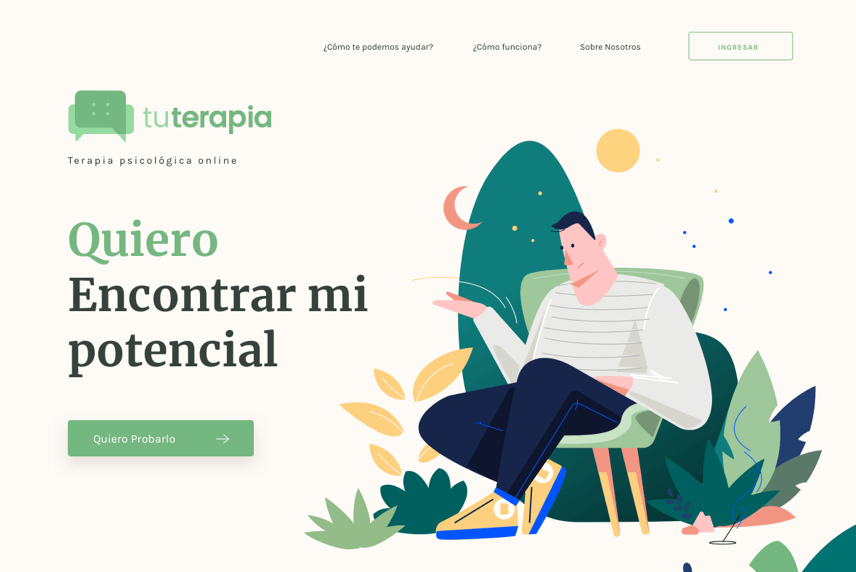 ¿Cómo te podemos ayudar? ¿Cómo funciona? Sobre Nosotros INGRESAR
tuterapia
Terapia psicológica online
Quiero
Encontrar mi
potencial
Quiero Probarlo